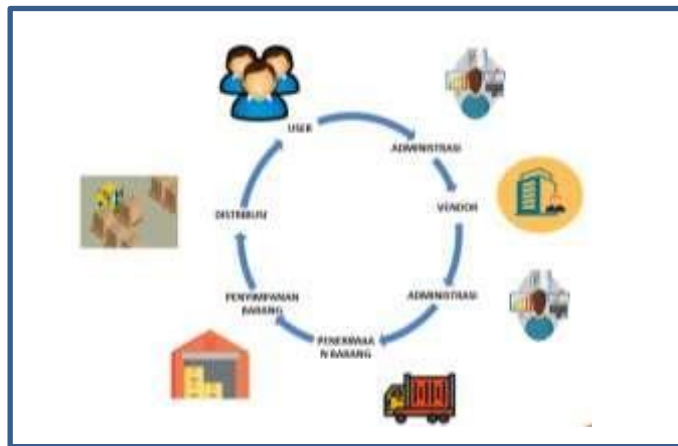 USER
ADMINISTRASI
VENDOR
ADMINISTRASI
PENERIMAA
N BARANG
PENYIMPANAN
BARANG
DISTRIBUSI